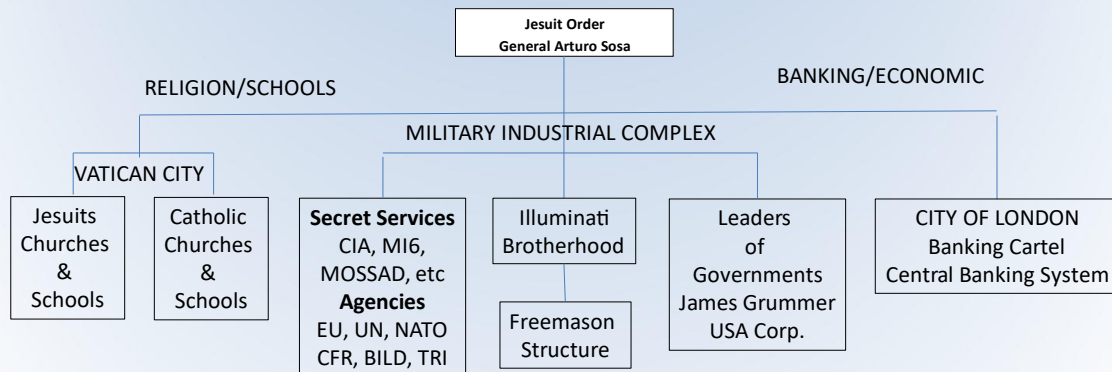 Jesuit Order
General Arturo Sosa
RELIGION/SCHOOLS
BANKING/ECONOMIC
MILITARY INDUSTRIAL COMPLEX
VATICAN CITY
Jesuits
Churches
&
Schools
Catholic
Churches
&
Schools
Secret Services
CIA, MI6,
MOSSAD, etc
Agencies
EU, UN, NATO
CFR, BILD, TRI
Illuminati
Brotherhood
Freemason
Structure
Leaders
of
Governments
James Grummer
USA Corp.
CITY OF LONDON
Banking Cartel
Central Banking System